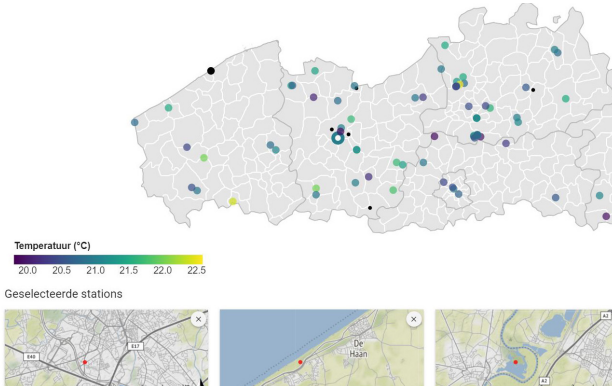 Temperatuur (°C)
20.0 20.5 21.0 21.5 22.0 22.5
Geselecteerde stations
E17
E40
De
Haan
A2